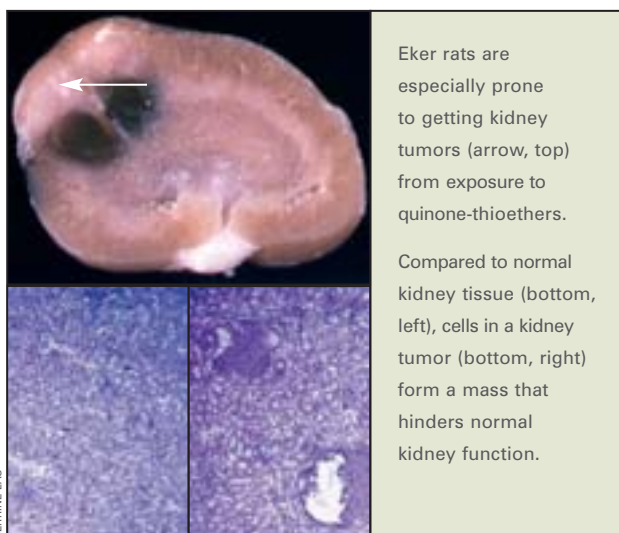 Eker rats are
especially prone
to getting kidney
tumors (arrow, top)
from exposure to
quinone-thioethers.
Compared to normal
kidney tissue (bottom,
left), cells in a kidney
tumor (bottom, right)
form a mass that
hinders normal
kidney function.